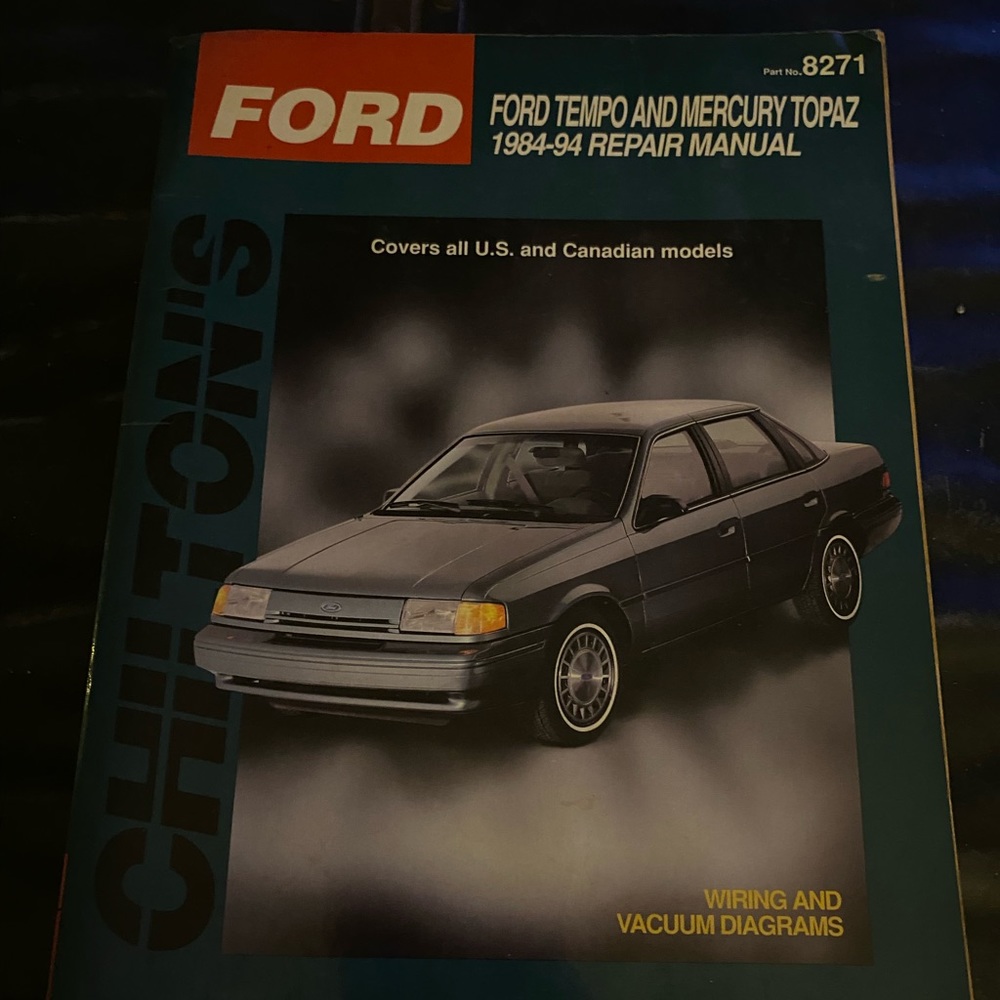 Part No. 8271
FORD
FORD TEMPO AND MERCURY TOPAZ
1984-94 REPAIR MANUAL
CHILTON'S
Covers all U.S. and Canadian models
WIRING AND
VACUUM DIAGRAMS